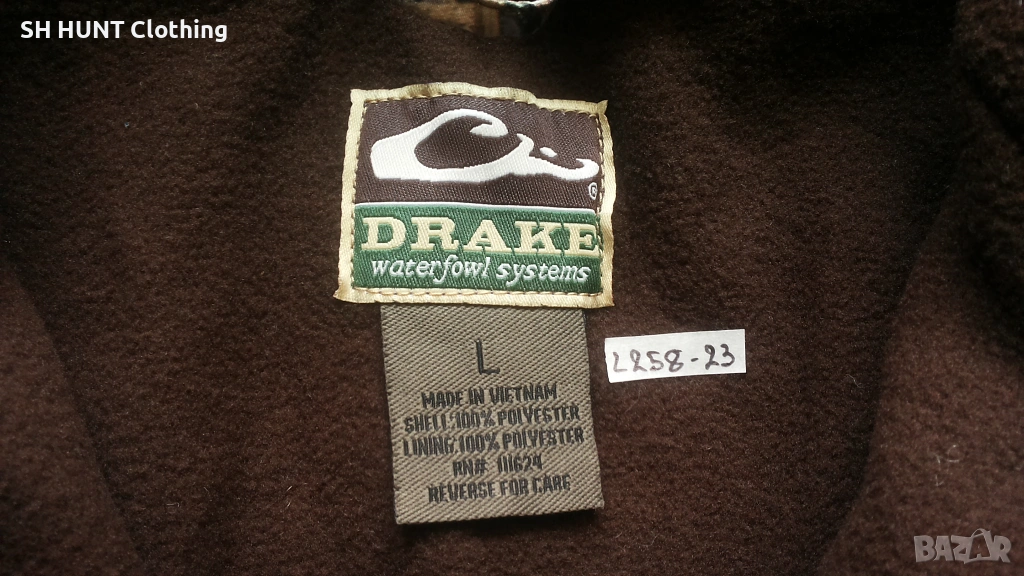 SH HUNT Clothing
®
DRAKE
waterfowl systems
L
MADE IN VIETNAM
SHELL:100% POLYESTER
LINING:100% POLYESTER
RN# 111624
REVERSE FOR CARE
L258-23
BAZAR